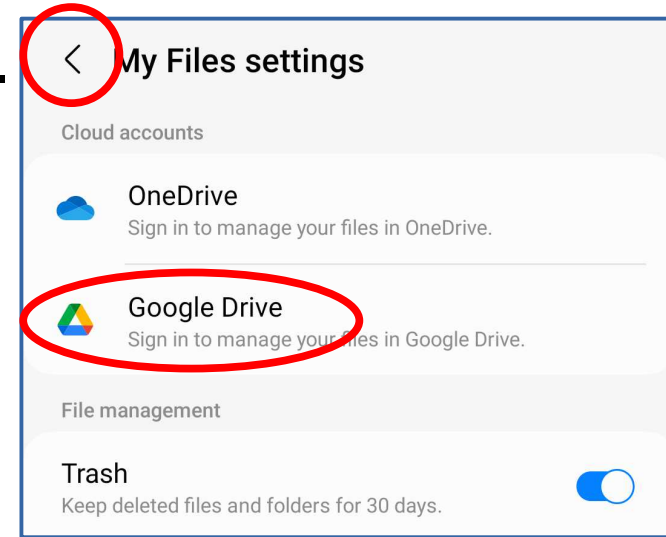 My Files settings
Cloud accounts
OneDrive
Sign in to manage your files in OneDrive.
Google Drive
Sign in to manage your files in Google Drive.
File management
Trash
Keep deleted files and folders for 30 days.